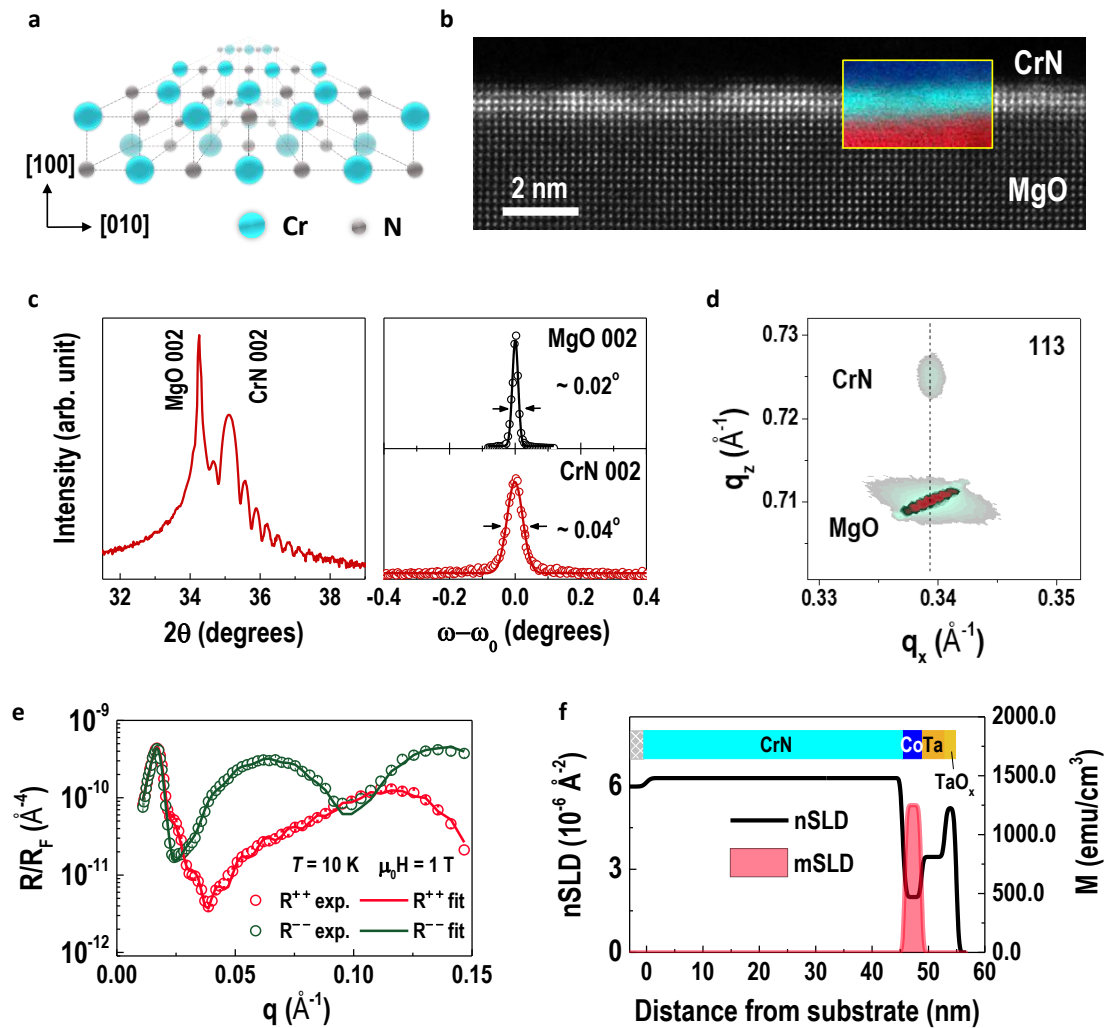 a
[100]
[010]
Cr
N
b
CrN
2 nm
MgO
c
Intensity (arb. unit)
MgO 002
CrN 002
32
34
36
38
2θ (degrees)
MgO 002
~ 0.02°
CrN 002
~ 0.04°
-0.4
-0.2
0.0
0.2
0.4
ω−ω₀ (degrees)
d
0.73
113
CrN
0.72
q_z (Å⁻¹)
0.71
MgO
0.33
0.34
0.35
q_x (Å⁻¹)
e
10⁻⁹
10⁻¹⁰
10⁻¹¹
10⁻¹²
R/R_F (Å⁻⁴)
T = 10 K μ₀H = 1 T
R⁺⁺ exp. R⁺⁺ fit
R⁻⁻ exp. R⁻⁻ fit
0.00
0.05
0.10
0.15
q (Å⁻¹)
f
2000.0
CrN
Co
Ta
TaOₓ
1500.0
6
nSLD (10⁻⁶ Å⁻²)
nSLD
mSLD
1000.0
M (emu/cm³)
3
500.0
0
0.0
0
10
20
30
40
50
60
Distance from substrate (nm)